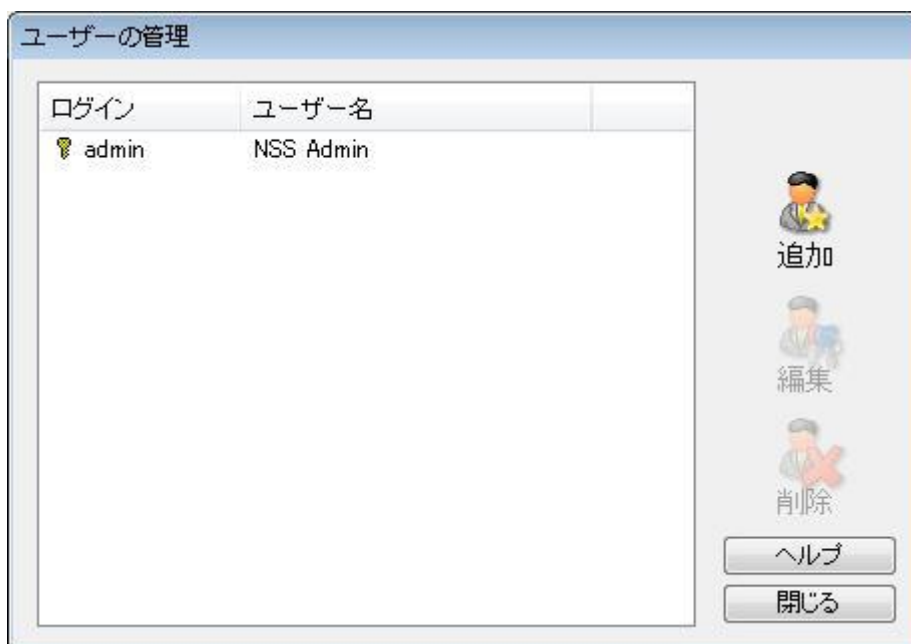 ユーザーの管理
ログイン ユーザー名
admin NSS Admin
追加
編集
削除
ヘルプ
閉じる